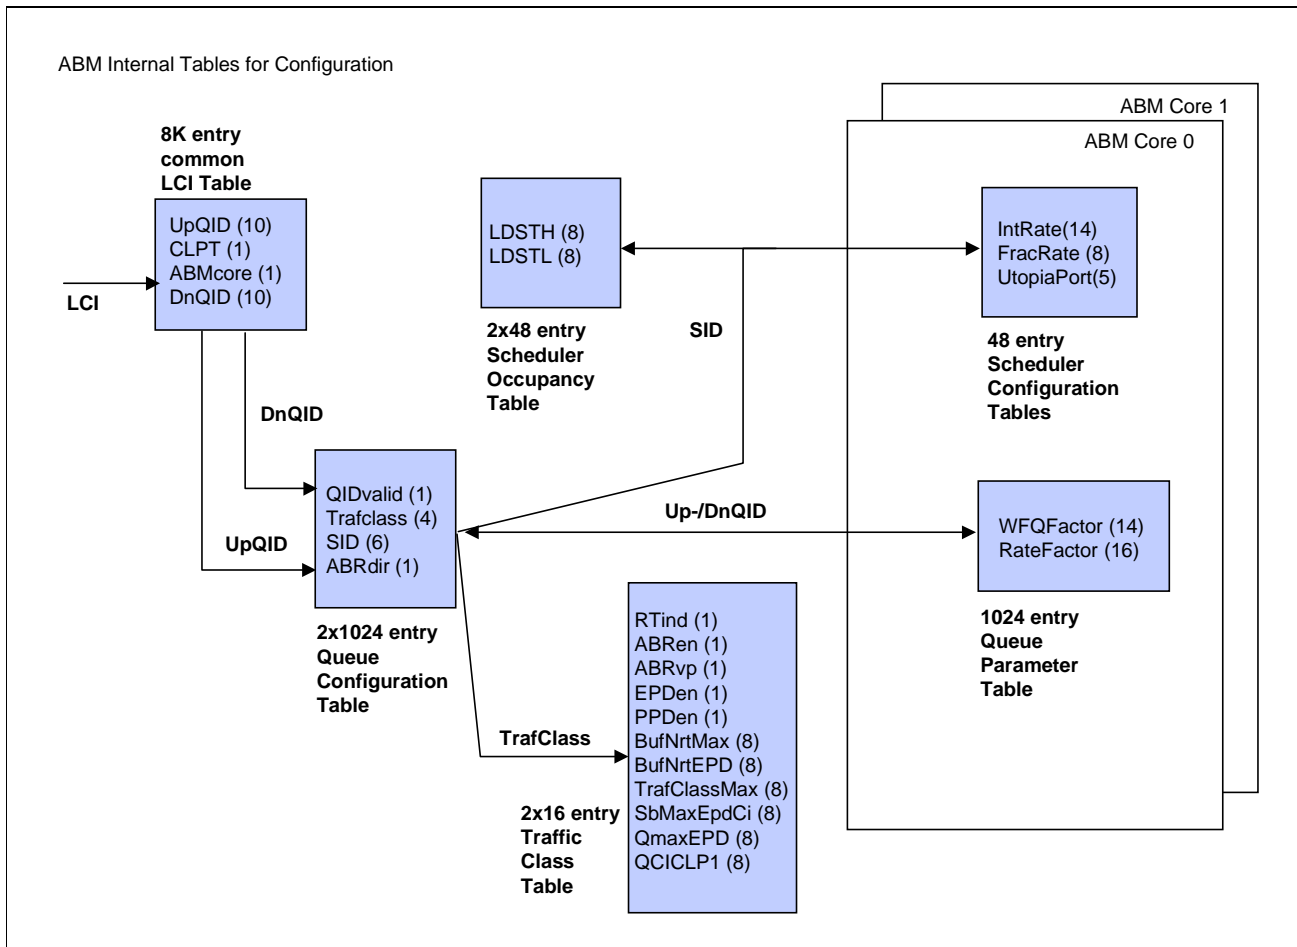 ABM Internal Tables for Configuration
ABM Core 1
ABM Core 0
8K entry
common
LCI Table
UpQID (10)
CLPT (1)
ABMcore (1)
DnQID (10)
LCI
LDSTH (8)
LDSTL (8)
2x48 entry
Scheduler
Occupancy
Table
SID
IntRate(14)
FracRate (8)
UtopiaPort(5)
48 entry
Scheduler
Configuration
Tables
DnQID
UpQID
QIDvalid (1)
Trafclass (4)
SID (6)
ABRdir (1)
2x1024 entry
Queue
Configuration
Table
Up-/DnQID
WFQFactor (14)
RateFactor (16)
1024 entry
Queue
Parameter
Table
TrafClass
RTind (1)
ABRen (1)
ABRvp (1)
EPDen (1)
PPDen (1)
BufNrtMax (8)
BufNrtEPD (8)
TrafClassMax (8)
SbMaxEpdCi (8)
QmaxEPD (8)
QCICLP1 (8)
2x16 entry
Traffic
Class
Table